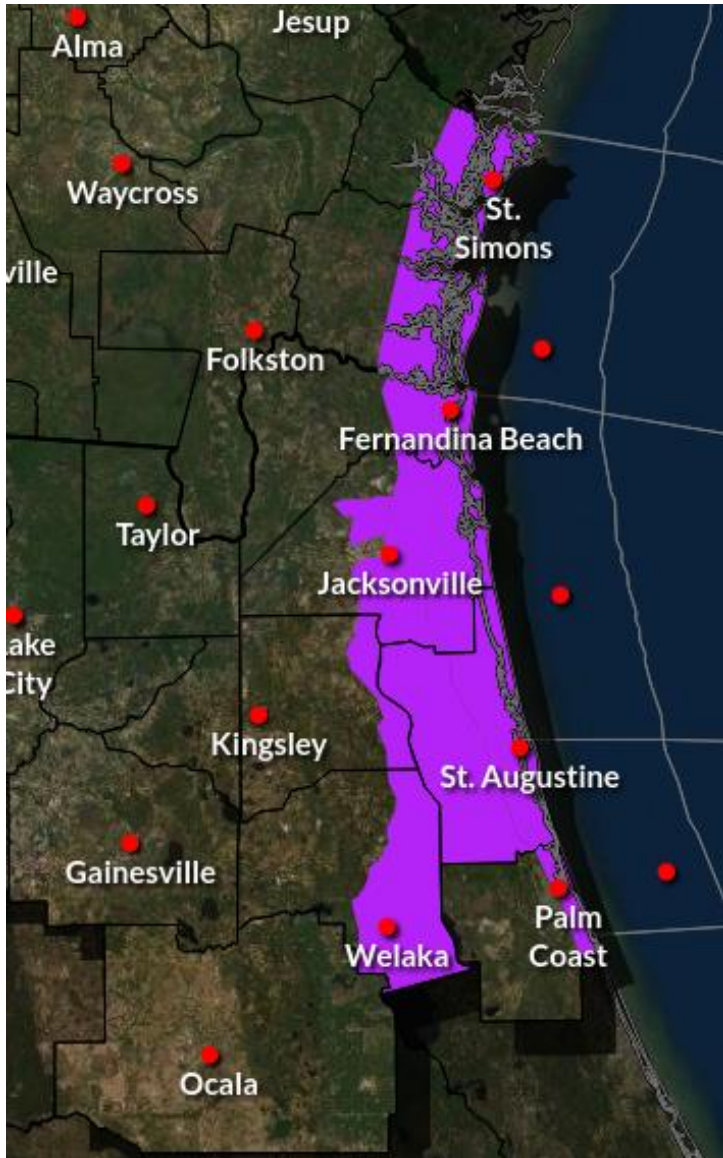 Jesup
Alma
Waycross
St.
Simons
ville
Folkston
Fernandina Beach
Taylor
Jacksonville
Lake
City
Kingsley
St. Augustine
Gainesville
Palm
Coast
Welaka
Ocala